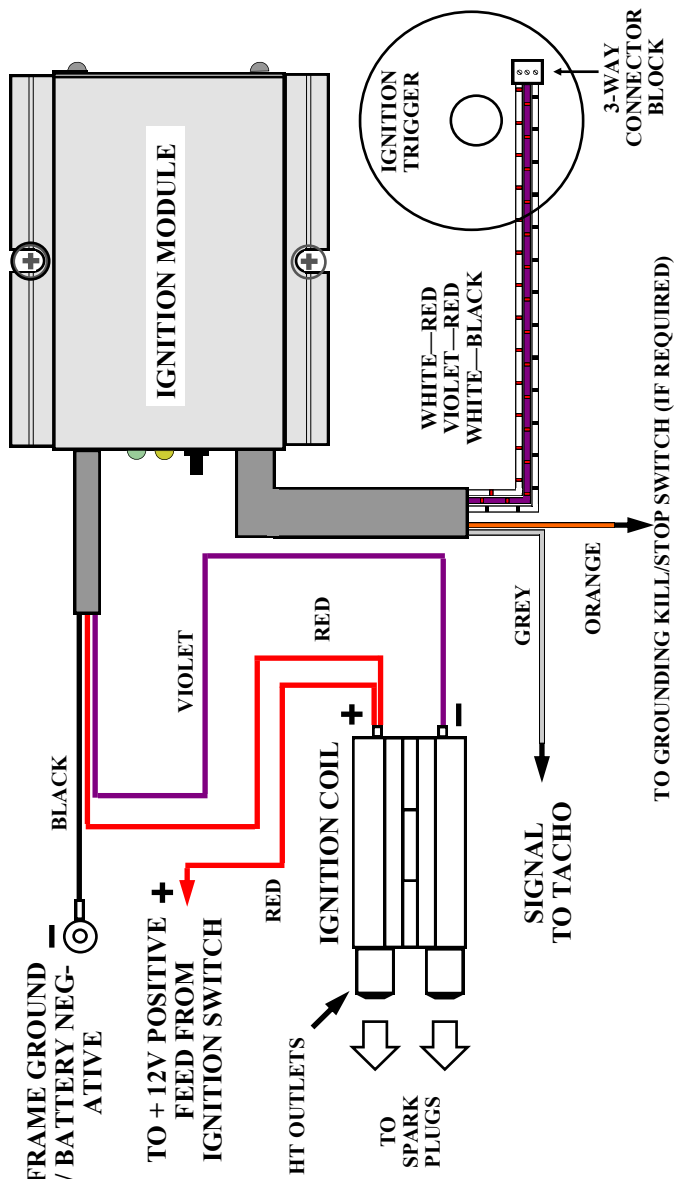 IGNITION MODULE
IGNITION
TRIGGER
3-WAY
CONNECTOR
BLOCK
WHITE—RED
VIOLET—RED
WHITE—BLACK
BLACK
VIOLET
RED
RED
GREY
ORANGE
TO GROUNDING KILL/STOP SWITCH (IF REQUIRED)
SIGNAL
TO TACHO
IGNITION COIL
+
–
HT OUTLETS
TO
SPARK
PLUGS
–
FRAME GROUND
/ BATTERY NEG-
ATIVE
TO + 12V POSITIVE +
FEED FROM
IGNITION SWITCH